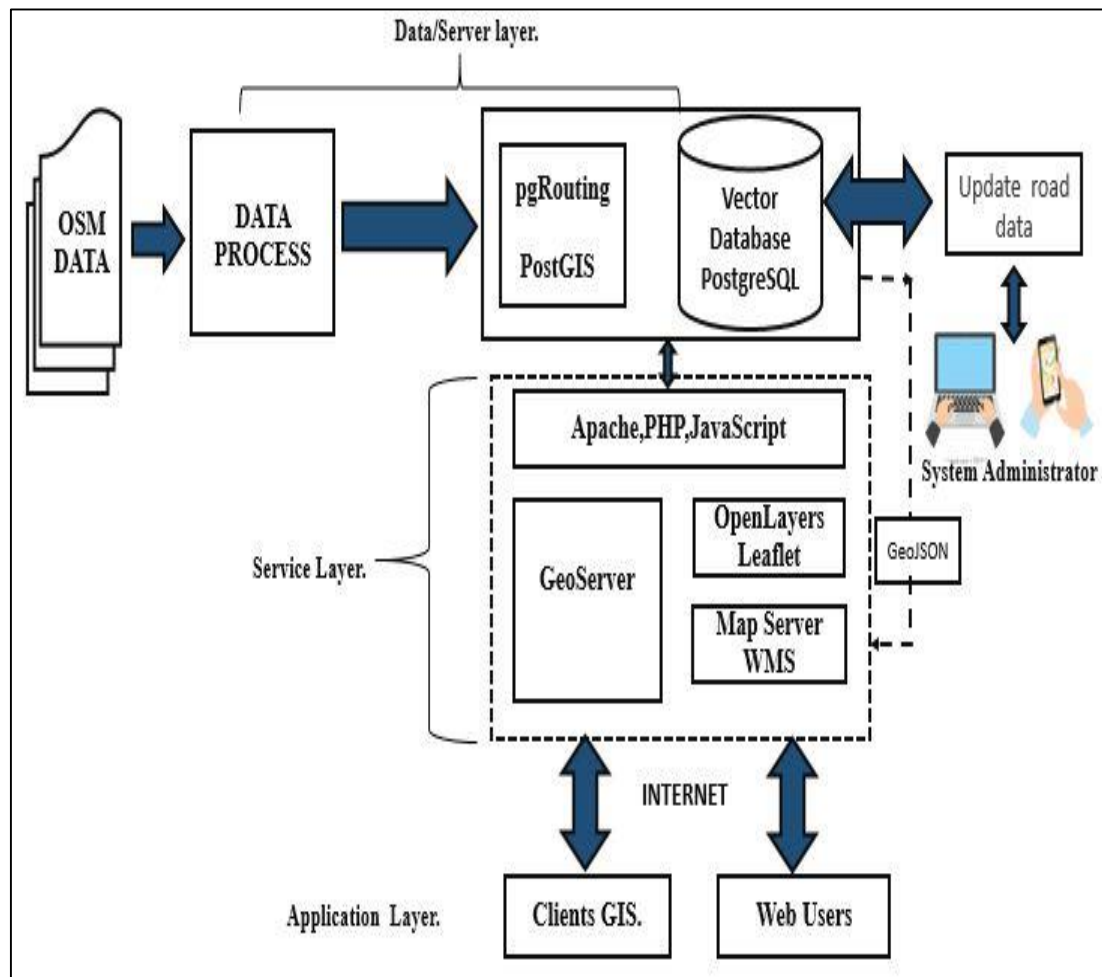 Data/Server layer.
OSM
DATA
DATA
PROCESS
pgRouting
PostGIS
Vector
Database
PostgreSQL
Update road
data
System Administrator
Apache,PHP,JavaScript
GeoServer
OpenLayers
Leaflet
Map Server
WMS
GeoJSON
Service Layer.
INTERNET
Application Layer.
Clients GIS.
Web Users